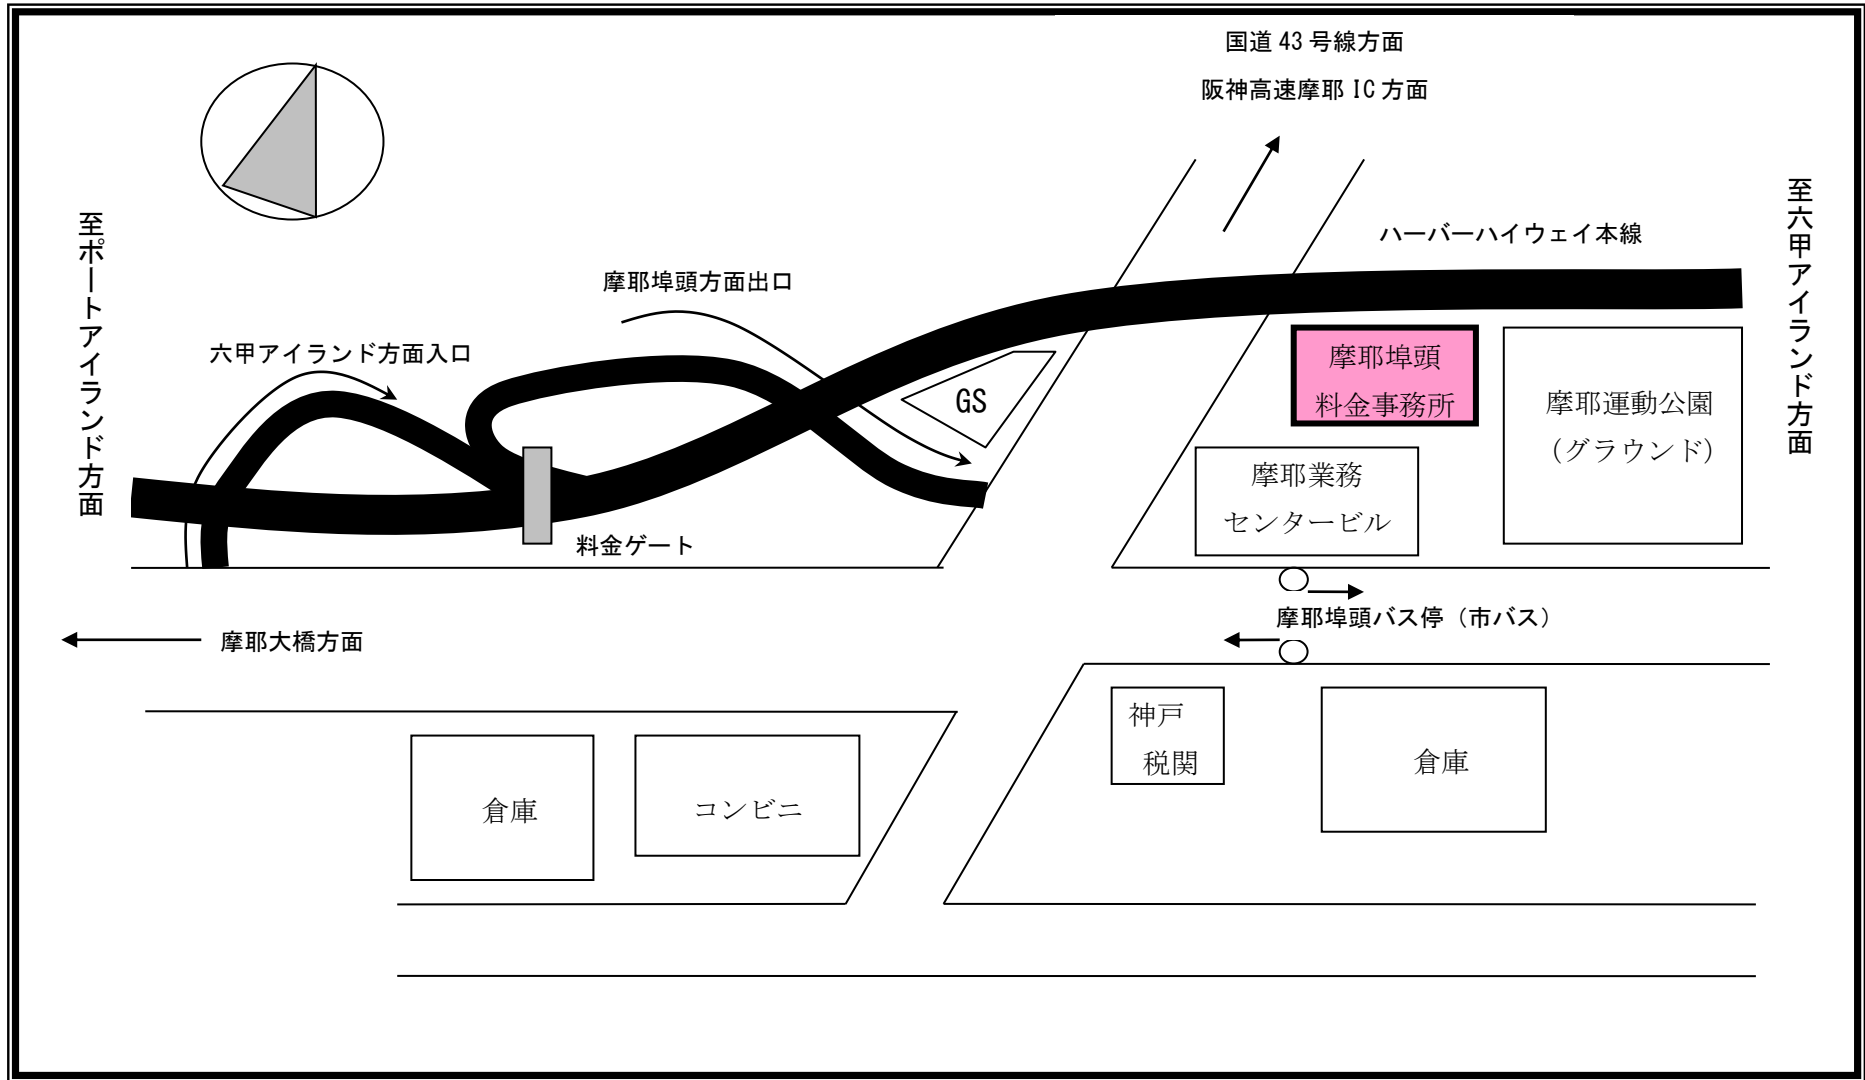 国道43号線方面
阪神高速摩耶IC方面
至ポートアイランド方面
至六甲アイランド方面
ハーバーハイウェイ本線
摩耶埠頭方面出口
六甲アイランド方面入口
摩耶埠頭
料金事務所
GS
摩耶運動公園
（グラウンド）
摩耶業務
センタービル
料金ゲート
摩耶埠頭バス停（市バス）
摩耶大橋方面
神戸
税関
倉庫
倉庫
コンビニ